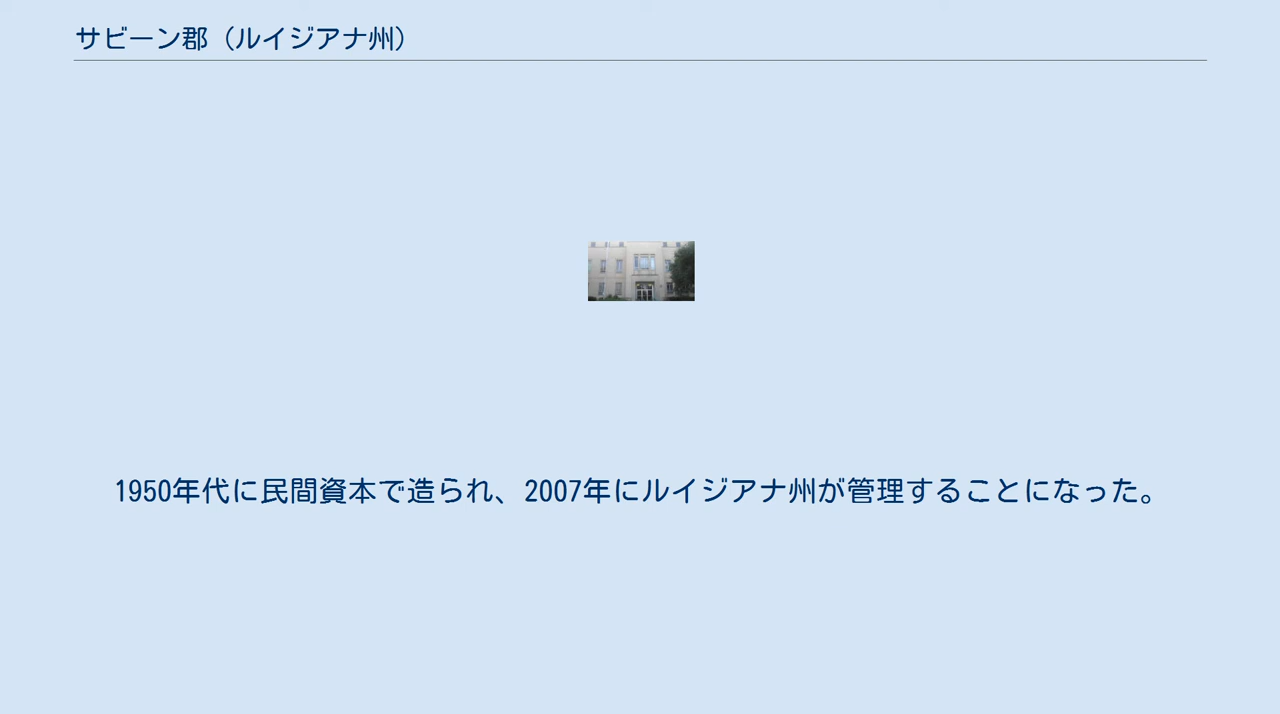 サビーン郡（ルイジアナ州）
1950年代に民間資本で造られ、2007年にルイジアナ州が管理することになった。